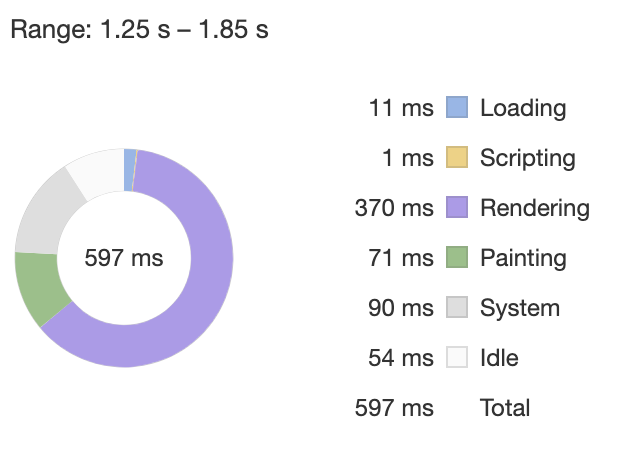 Range: 1.25 s – 1.85 s
11 ms Loading
1 ms Scripting
370 ms Rendering
597 ms
71 ms Painting
90 ms System
54 ms Idle
597 ms Total